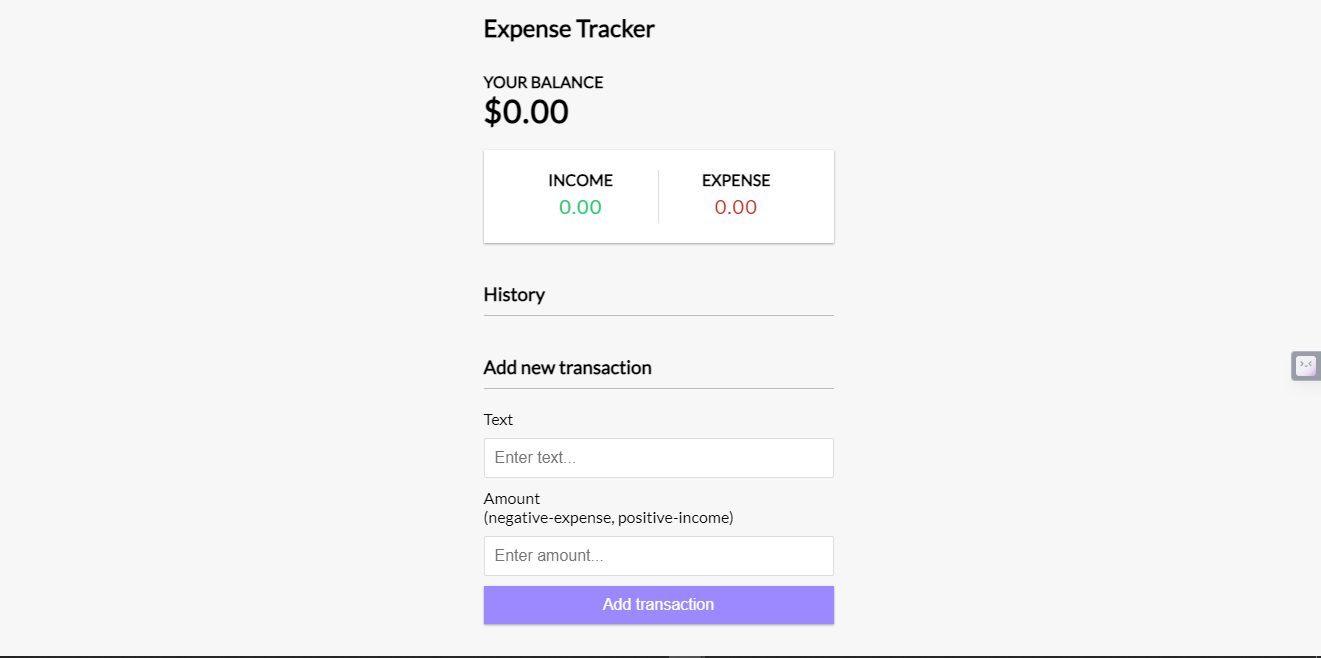 Expense Tracker
YOUR BALANCE
$0.00
INCOME EXPENSE
0.00 0.00
History
Add new transaction
Text
Enter text...
Amount
(negative-expense, positive-income)
Enter amount...
Add transaction